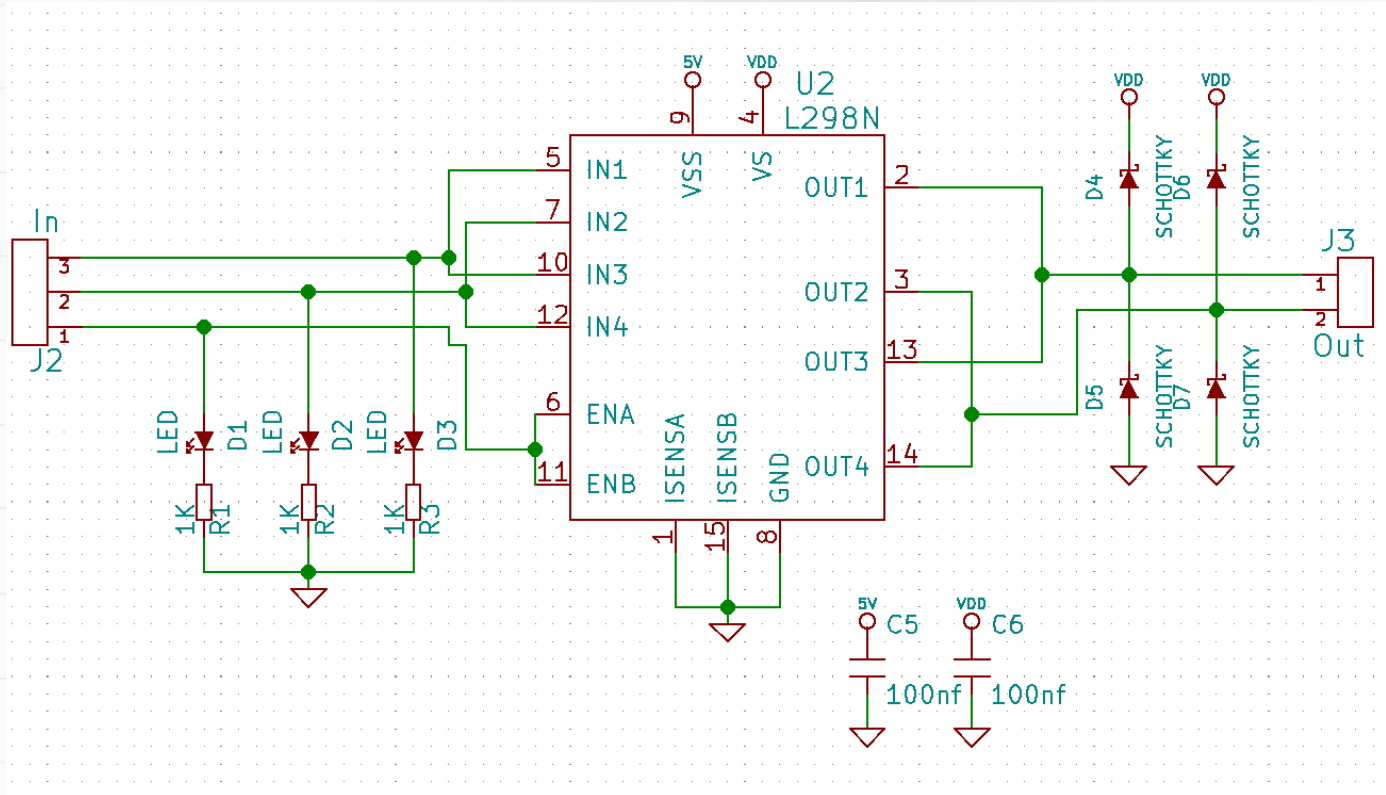 5V
VDD
U2
L298N
9
4
VSS
VS
5
IN1
7
IN2
10
IN3
12
IN4
6
ENA
11
ENB
ISENSA
ISENSB
GND
1
15
8
OUT1
2
OUT2
3
OUT3
13
OUT4
14
In
3
2
1
J2
LED
D1
LED
D2
LED
D3
1K
R1
1K
R2
1K
R3
VDD
VDD
D4
SCHOTTKY
D6
SCHOTTKY
D5
SCHOTTKY
D7
SCHOTTKY
J3
1
2
Out
5V
C5
100nf
VDD
C6
100nf